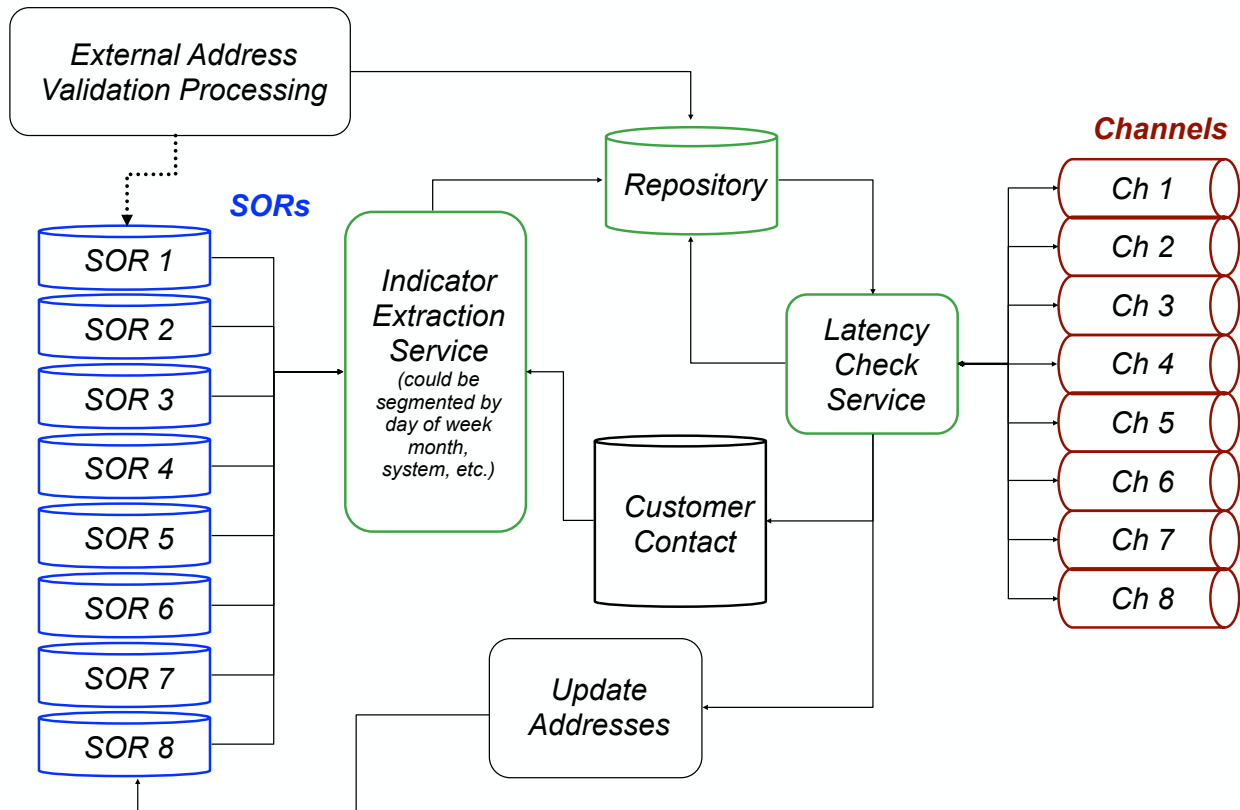 External Address
Validation Processing
Channels
Repository
Ch 1
SORs
SOR 1
Ch 2
Indicator
Extraction
Service
(could be
segmented by
day of week
month,
system, etc.)
SOR 2
Ch 3
Latency
Check
Service
SOR 3
Ch 4
SOR 4
Ch 5
Customer
Contact
SOR 5
Ch 6
SOR 6
Ch 7
SOR 7
Ch 8
Update
Addresses
SOR 8